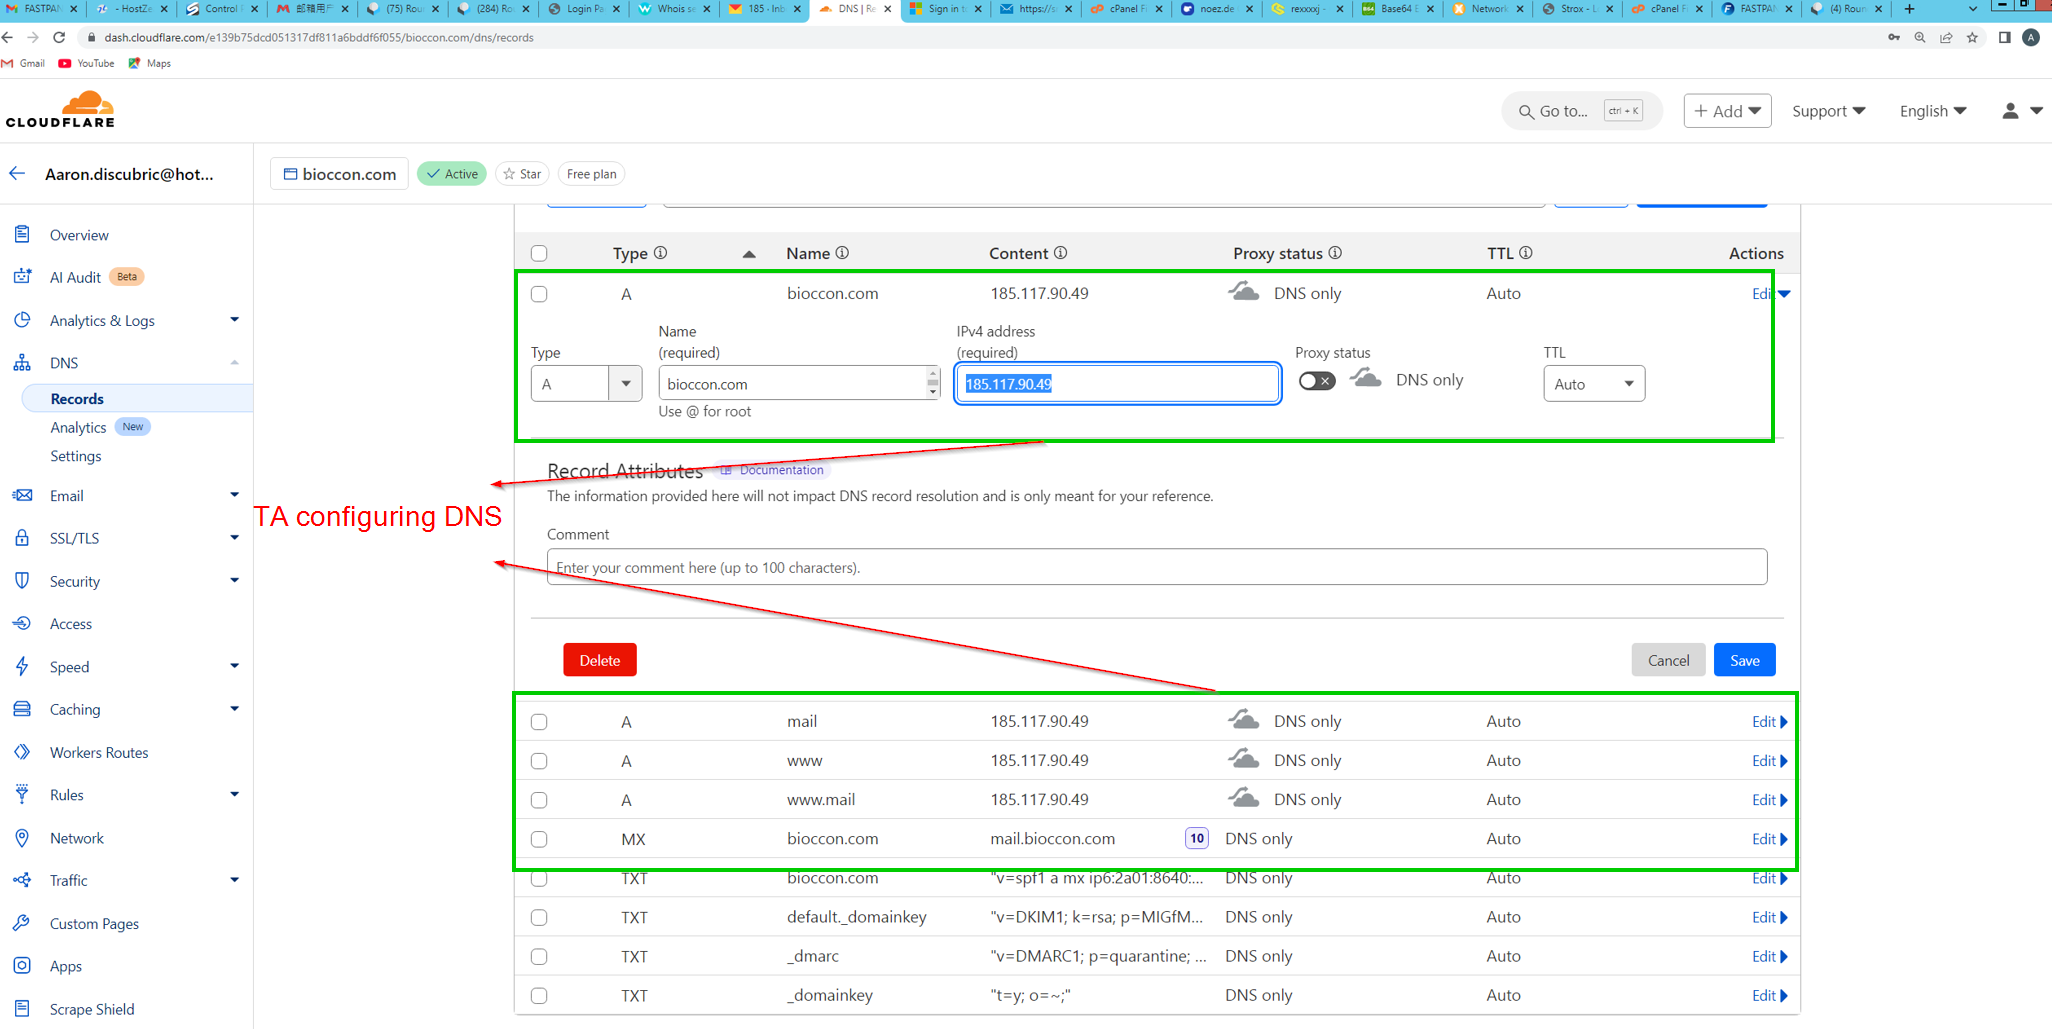 FASTPAN
- HostZe
Control
邮箱用户
(75) Rou
(284) Ro
Login Pa
Whois se
185 - Inb
DNS | Re
Sign in t
https://s
cPanel F
noez.de
rexxxxj -
Base64 E
Network
Strox - L
cPanel F
FASTPAN
(4) Roun
dash.cloudflare.com/e139b75dcd051317df811a6bddf6f055/bioccon.com/dns/records
A
Gmail YouTube Maps
CLOUDFLARE
Go to... ctrl + K
+ Add
Support
English
Aaron.discubric@hot...
bioccon.com
Active
Star
Free plan
Overview
AI Audit Beta
Analytics & Logs
DNS
Records
Analytics New
Settings
Email
SSL/TLS
Security
Access
Speed
Caching
Workers Routes
Rules
Network
Traffic
Custom Pages
Apps
Scrape Shield
Type Name Content Proxy status TTL Actions
A bioccon.com 185.117.90.49 DNS only Auto Edit
Type
A
Name
(required)
bioccon.com
Use @ for root
IPv4 address
(required)
185.117.90.49
Proxy status
DNS only
TTL
Auto
TA configuring DNS
Record Attributes Documentation
The information provided here will not impact DNS record resolution and is only meant for your reference.
Comment
Enter your comment here (up to 100 characters).
Delete
Cancel
Save
A mail 185.117.90.49 DNS only Auto Edit
A www 185.117.90.49 DNS only Auto Edit
A www.mail 185.117.90.49 DNS only Auto Edit
MX bioccon.com mail.bioccon.com 10 DNS only Auto Edit
TXT bioccon.com "v=spf1 a mx ip6:2a01:8640:... DNS only Auto Edit
TXT default._domainkey "v=DKIM1; k=rsa; p=MIGfM... DNS only Auto Edit
TXT _dmarc "v=DMARC1; p=quarantine; ... DNS only Auto Edit
TXT _domainkey "t=y; o=~;" DNS only Auto Edit